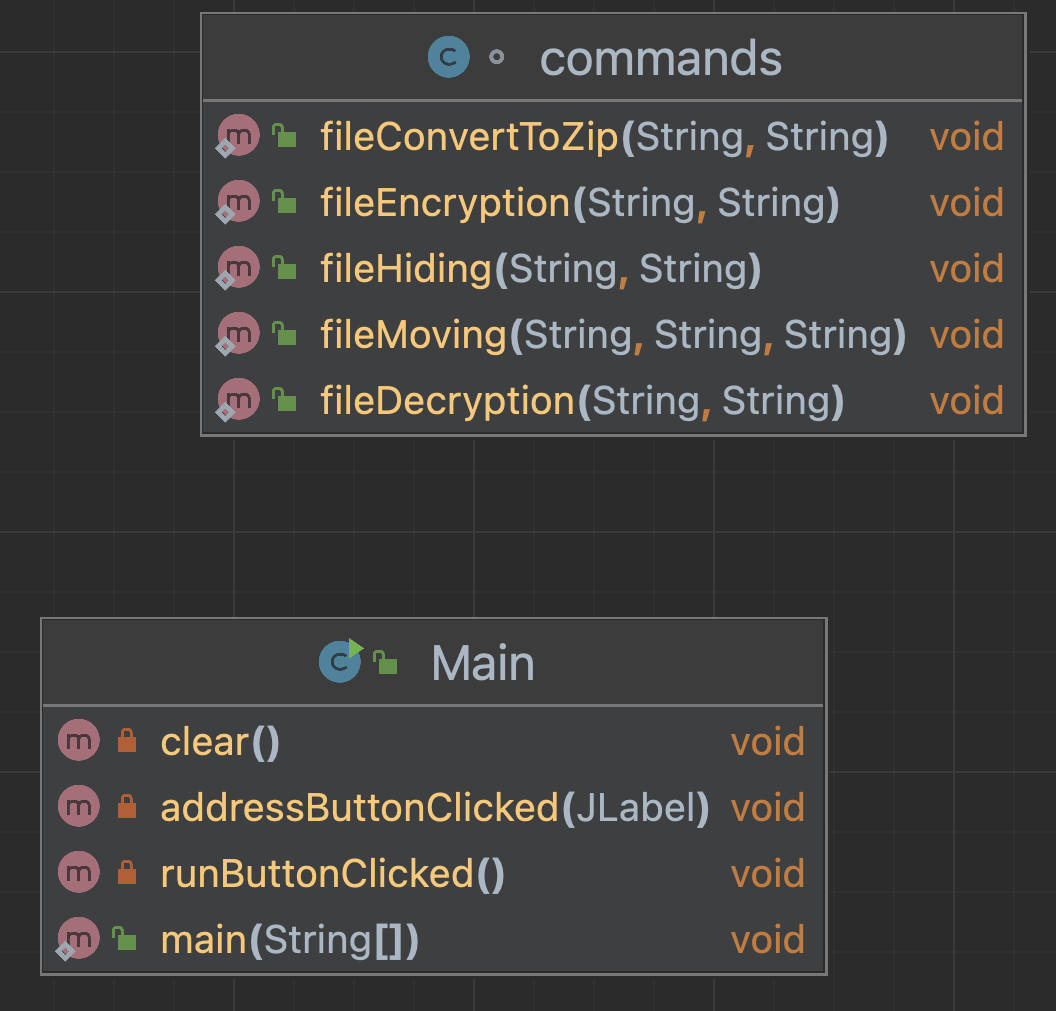 commands
fileConvertToZip(String, String) void
fileEncryption(String, String) void
fileHiding(String, String) void
fileMoving(String, String, String) void
fileDecryption(String, String) void
Main
clear() void
addressButtonClicked(JLabel) void
runButtonClicked() void
main(String[]) void